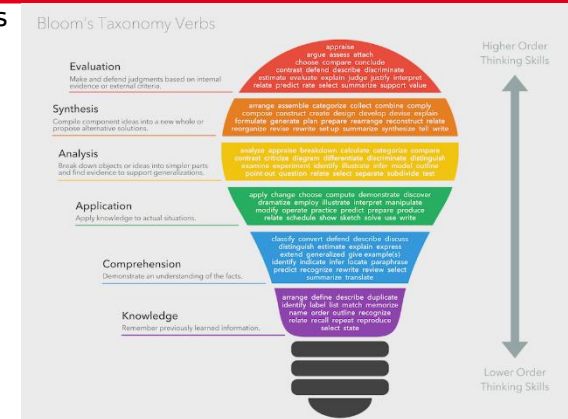 s
Bloom's Taxonomy Verbs
Higher Order
Thinking Skills
Evaluation
Make and defend judgments based on internal
evidence or external criteria.
appraise
argue assess attach
choose compare conclude
contrast defend describe discriminate
estimate evaluate explain judge justify interpret
relate predict rate select summarize support value
Synthesis
Compile component ideas into a new whole or
propose alternative solutions.
arrange assemble categorize collect combine comply
compose construct create design develop devise explain
formulate generate plan prepare rearrange reconstruct relate
reorganize revise rewrite set up summarize synthesize tell write
Analysis
Break down objects or ideas into simpler parts
and find evidence to support generalizations.
analyze appraise breakdown calculate categorize compare
contrast criticize diagram differentiate discriminate distinguish
examine experiment identify illustrate infer model outline
point out question relate select separate subdivide test
Application
Apply knowledge to actual situations.
apply change choose compute demonstrate discover
dramatize employ illustrate interpret manipulate
modify operate practice predict prepare produce
relate schedule show sketch solve use write
Comprehension
Demonstrate an understanding of the facts.
classify convert defend describe discuss
distinguish estimate explain express
extend generalized give example(s)
identify indicate infer locate paraphrase
predict recognize rewrite review select
summarize translate
Knowledge
Remember previously learned information.
arrange define describe duplicate
identify label list match memorize
name order outline recognize
relate recall repeat reproduce
select state
Lower Order
Thinking Skills